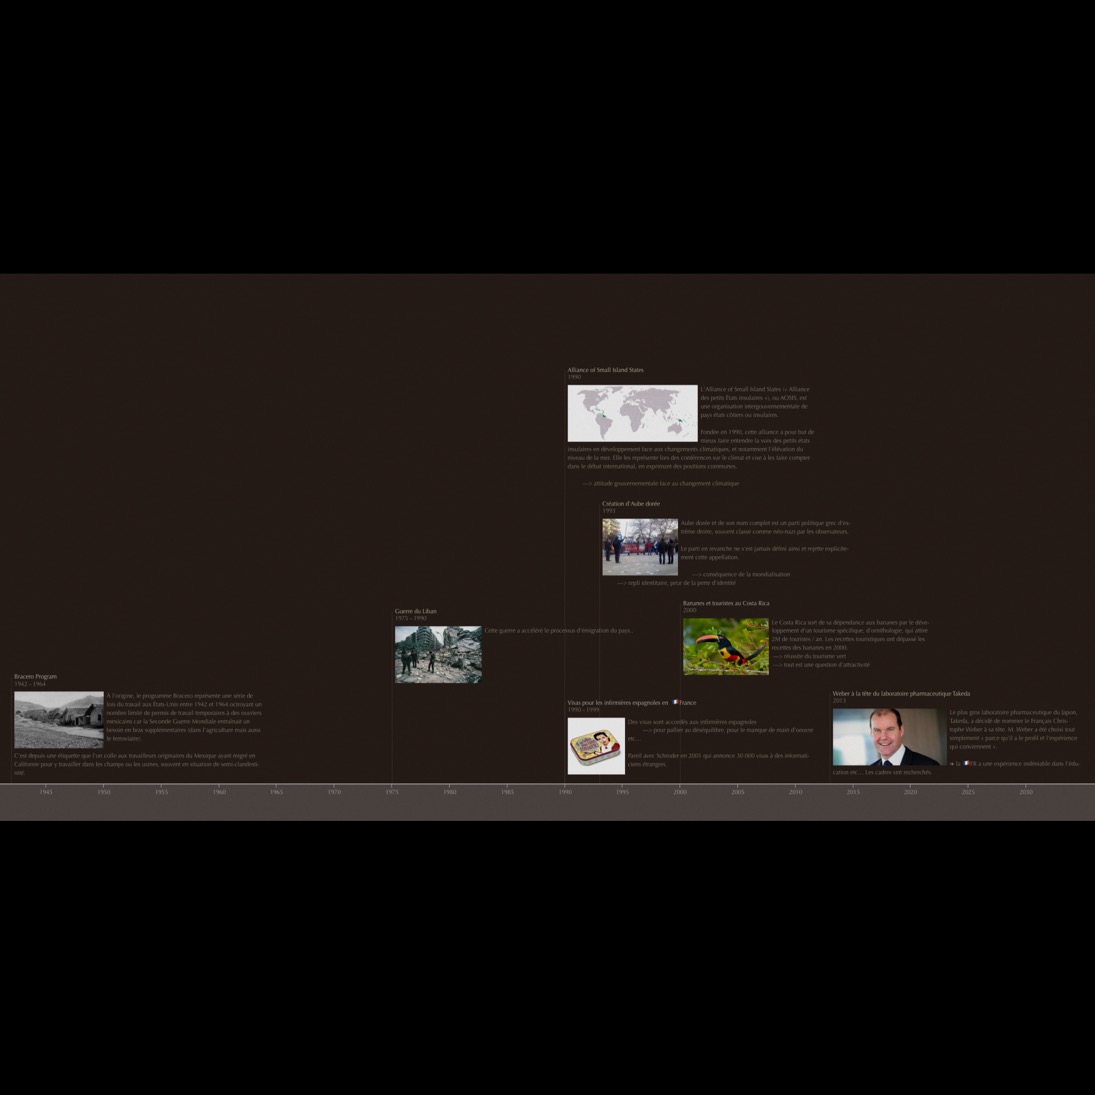 Alliance of Small Island States
1990
L'Alliance of Small Island States (« Alliance
des petits États insulaires »), ou AOSIS, est
une organisation intergouvernementale de
pays états côtiers ou insulaires.
Fondée en 1990, cette alliance a pour but de
mieux faire entendre la voix des petits états
insulaires en développement face aux changements climatiques, et notamment l'élévation du
niveau de la mer. Elle les représente lors des conférences sur le climat et vise à les faire compter
dans le débat international, en exprimant des positions communes.
—> attitude gouvernementale face au changement climatique
Création d'Aube dorée
1993
Aube dorée et de son nom complet est un parti politique grec d'ex-
trême droite, souvent classé comme néo-nazi par les observateurs.
Le parti en revanche ne s'est jamais défini ainsi et rejette explicite-
ment cette appellation.
—> conséquence de la mondialisation
—> repli identitaire, peur de la perte d'identité
Bananes et touristes au Costa Rica
2000
Le Costa Rica sort de sa dépendance aux bananes par le déve-
loppement d'un tourisme spécifique, d'ornithologie, qui attire
2M de touristes / an. Les recettes touristiques ont dépassé les
recettes des bananes en 2000.
—> réussite du tourisme vert
—> tout est une question d'attractivité
Guerre du Liban
1975 – 1990
Cette guerre a accéléré le processus d'émigration du pays.
Bracero Program
1942 – 1964
À l'origine, le programme Bracero représente une série de
lois du travail aux États-Unis entre 1942 et 1964 octroyant un
nombre limité de permis de travail temporaires à des ouvriers
mexicains car la Seconde Guerre Mondiale entraînait un
besoin en bras supplémentaires dans l'agriculture mais aussi
le ferroviaire.
C'est depuis une étiquette que l'on colle aux travailleurs originaires du Mexique ayant migré en
Californie pour y travailler dans les champs ou les usines, souvent en situation de semi-clandesti-
nité.
Visas pour les infirmières espagnoles en France
1990 – 1999
Des visas sont accordés aux infirmières espagnoles
—> pour pallier au déséquilibre, pour le manque de main d'œuvre
etc...
Pareil avec Schröder en 2001 qui annonce 30 000 visas à des informati-
ciens étrangers.
Weber à la tête du laboratoire pharmaceutique Takeda
2013
Le plus gros laboratoire pharmaceutique du Japon,
Takeda, a décidé de nommer le Français Chris-
tophe Weber à sa tête. M. Weber a été choisi tout
simplement « parce qu'il a le profil et l'expérience
qui conviennent ».
la FR a une expérience indéniable dans l'édu-
cation etc... Les cadres sont recherchés.
1945 1950 1955 1960 1965 1970 1975 1980 1985 1990 1995 2000 2005 2010 2015 2020 2025 2030